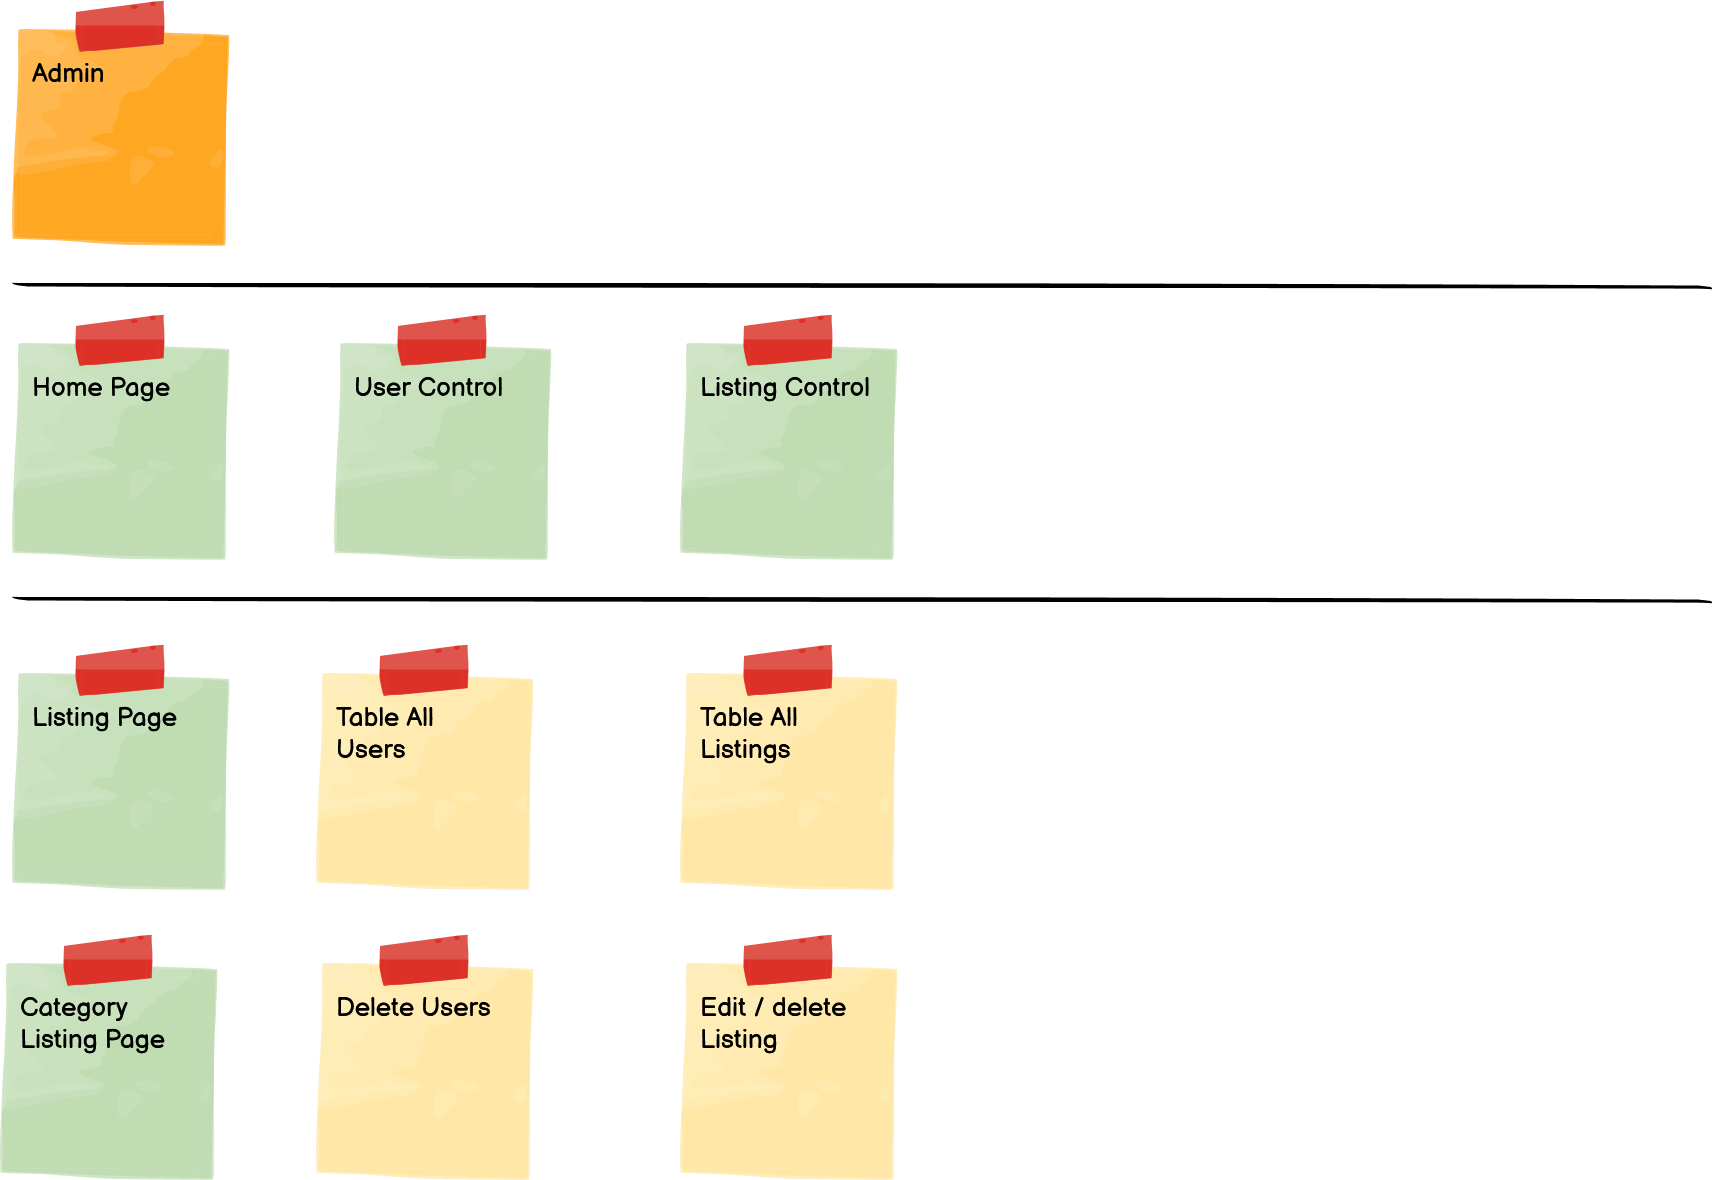 Admin
Home Page
User Control
Listing Control
Listing Page
Table All
Users
Table All
Listings
Category
Listing Page
Delete Users
Edit / delete
Listing